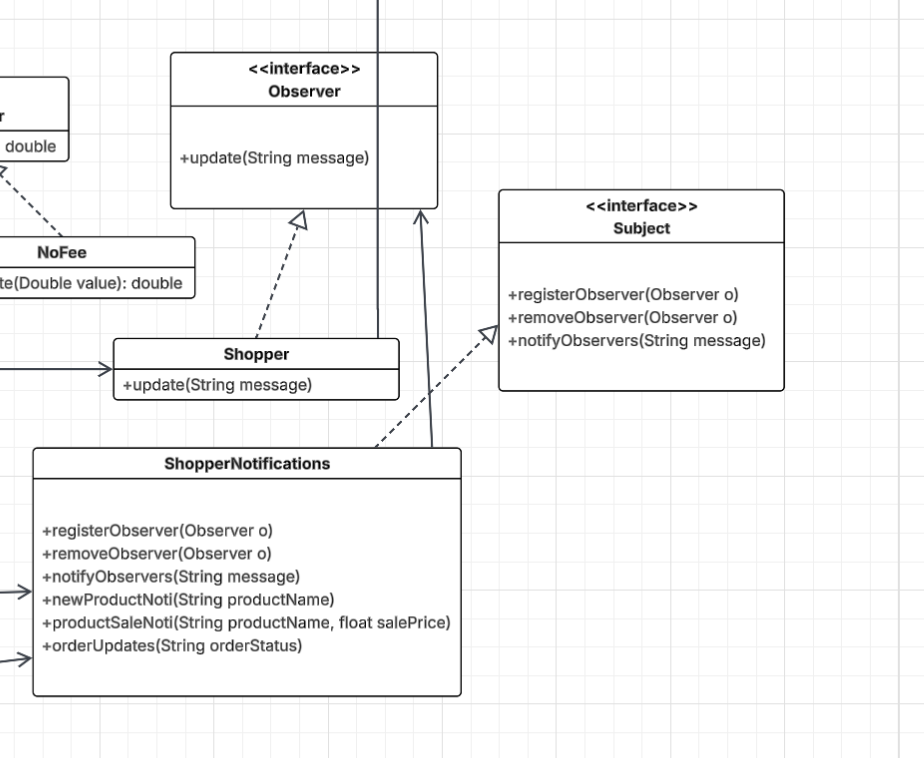 <<interface>>
Observer
+update(String message)
r
double
NoFee
te(Double value): double
<<interface>>
Subject
+registerObserver(Observer o)
+removeObserver(Observer o)
+notifyObservers(String message)
Shopper
+update(String message)
ShopperNotifications
+registerObserver(Observer o)
+removeObserver(Observer o)
+notifyObservers(String message)
+newProductNoti(String productName)
+productSaleNoti(String productName, float salePrice)
+orderUpdates(String orderStatus)